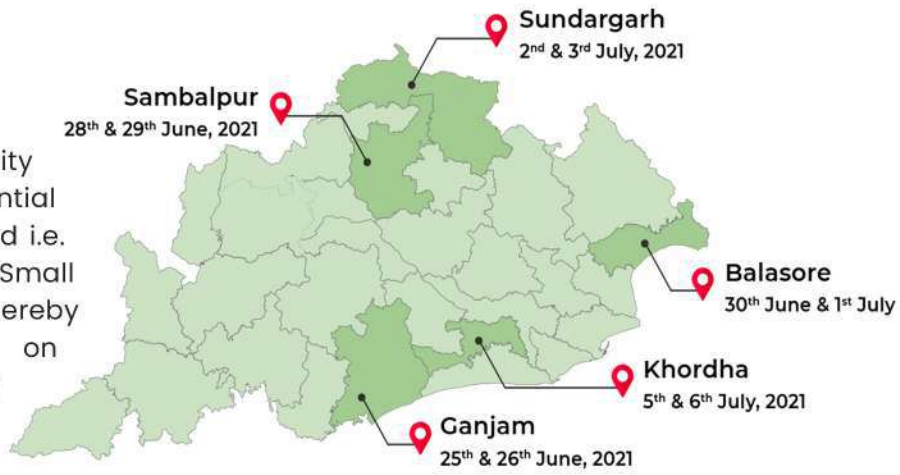 Sundargarh
2nd & 3rd July, 2021
Sambalpur
28th & 29th June, 2021
ity
ntial
d i.e.
Small
ereby
on
Balasore
30th June & 1st July
Khordha
5th & 6th July, 2021
Ganjam
25th & 26th June, 2021